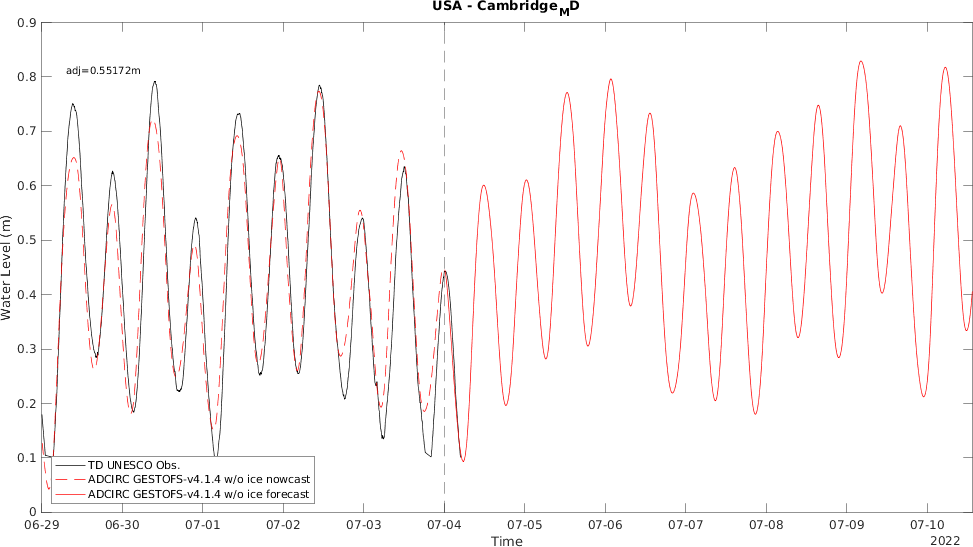 USA - Cambridge_MD
adj=0.55172m
Water Level (m)
0.9
0.8
0.7
0.6
0.5
0.4
0.3
0.2
0.1
0
TD UNESCO Obs.
ADCIRC GESTOFS-v4.1.4 w/o ice nowcast
ADCIRC GESTOFS-v4.1.4 w/o ice forecast
06-29 06-30 07-01 07-02 07-03 07-04 07-05 07-06 07-07 07-08 07-09 07-10
Time
2022